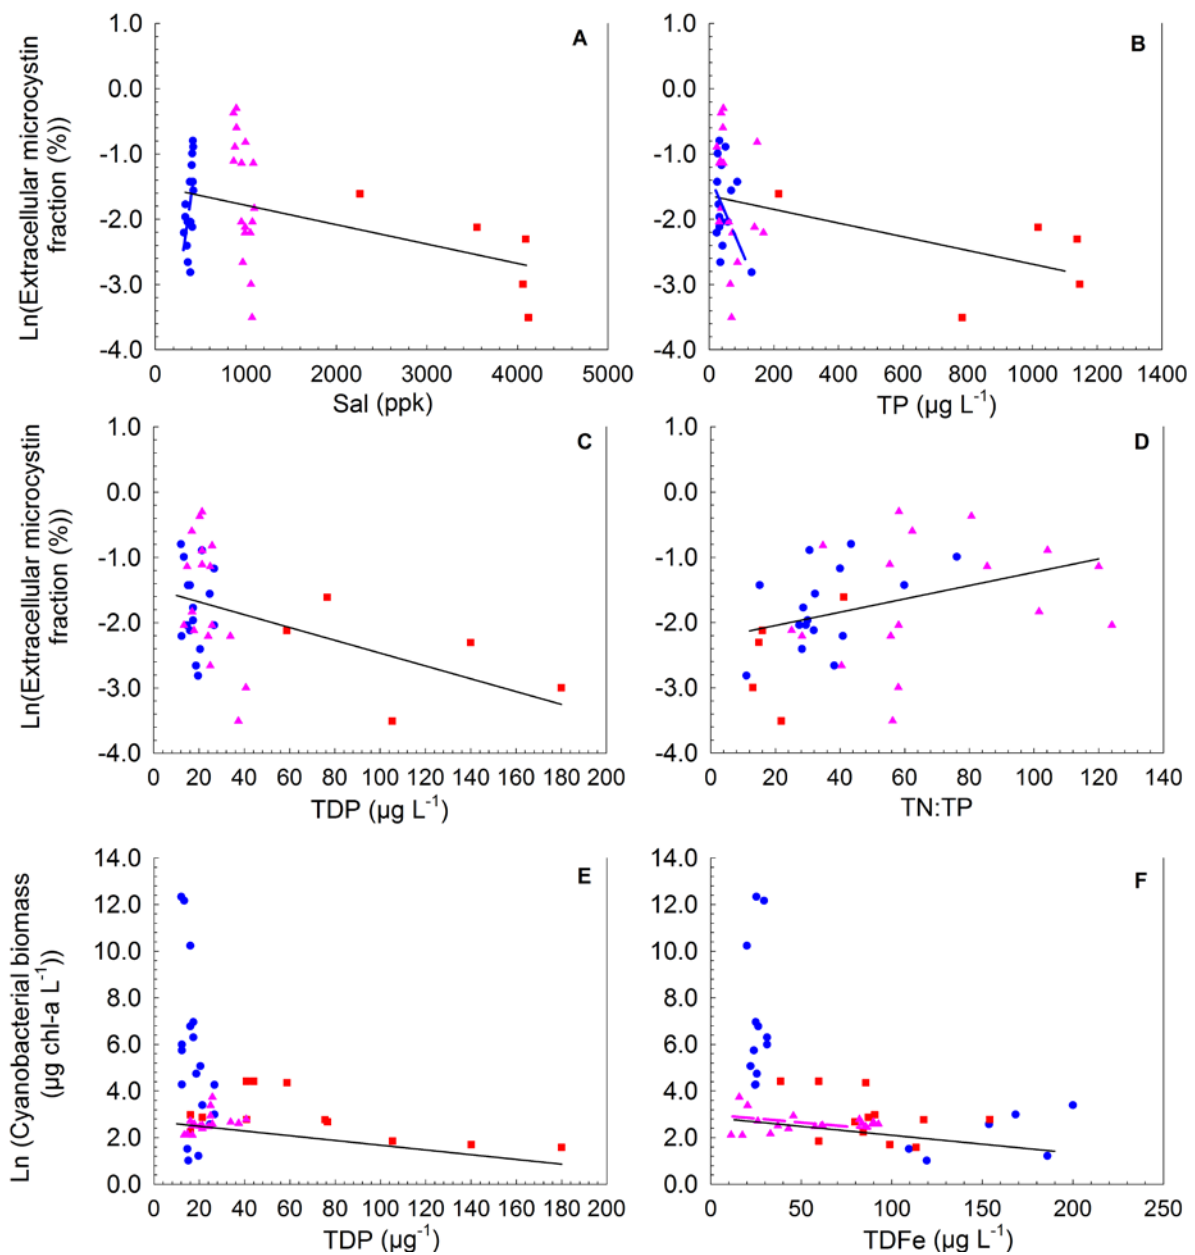 A
Ln(Extracellular microcystin
fraction (%))
1.0
0.0
-1.0
-2.0
-3.0
-4.0
0 1000 2000 3000 4000 5000
Sal (ppk)
B
1.0
0.0
-1.0
-2.0
-3.0
-4.0
0 200 400 600 800 1000 1200 1400
TP (µg L-1)
C
Ln(Extracellular microcystin
fraction (%))
1.0
0.0
-1.0
-2.0
-3.0
-4.0
0 20 40 60 80 100 120 140 160 180 200
TDP (µg L-1)
D
1.0
0.0
-1.0
-2.0
-3.0
-4.0
0 20 40 60 80 100 120 140
TN:TP
E
Ln (Cyanobacterial biomass
(µg chl-a L-1))
14.0
12.0
10.0
8.0
6.0
4.0
2.0
0.0
0 20 40 60 80 100 120 140 160 180 200
TDP (µg-1)
F
14.0
12.0
10.0
8.0
6.0
4.0
2.0
0.0
0 50 100 150 200 250
TDFe (µg L-1)